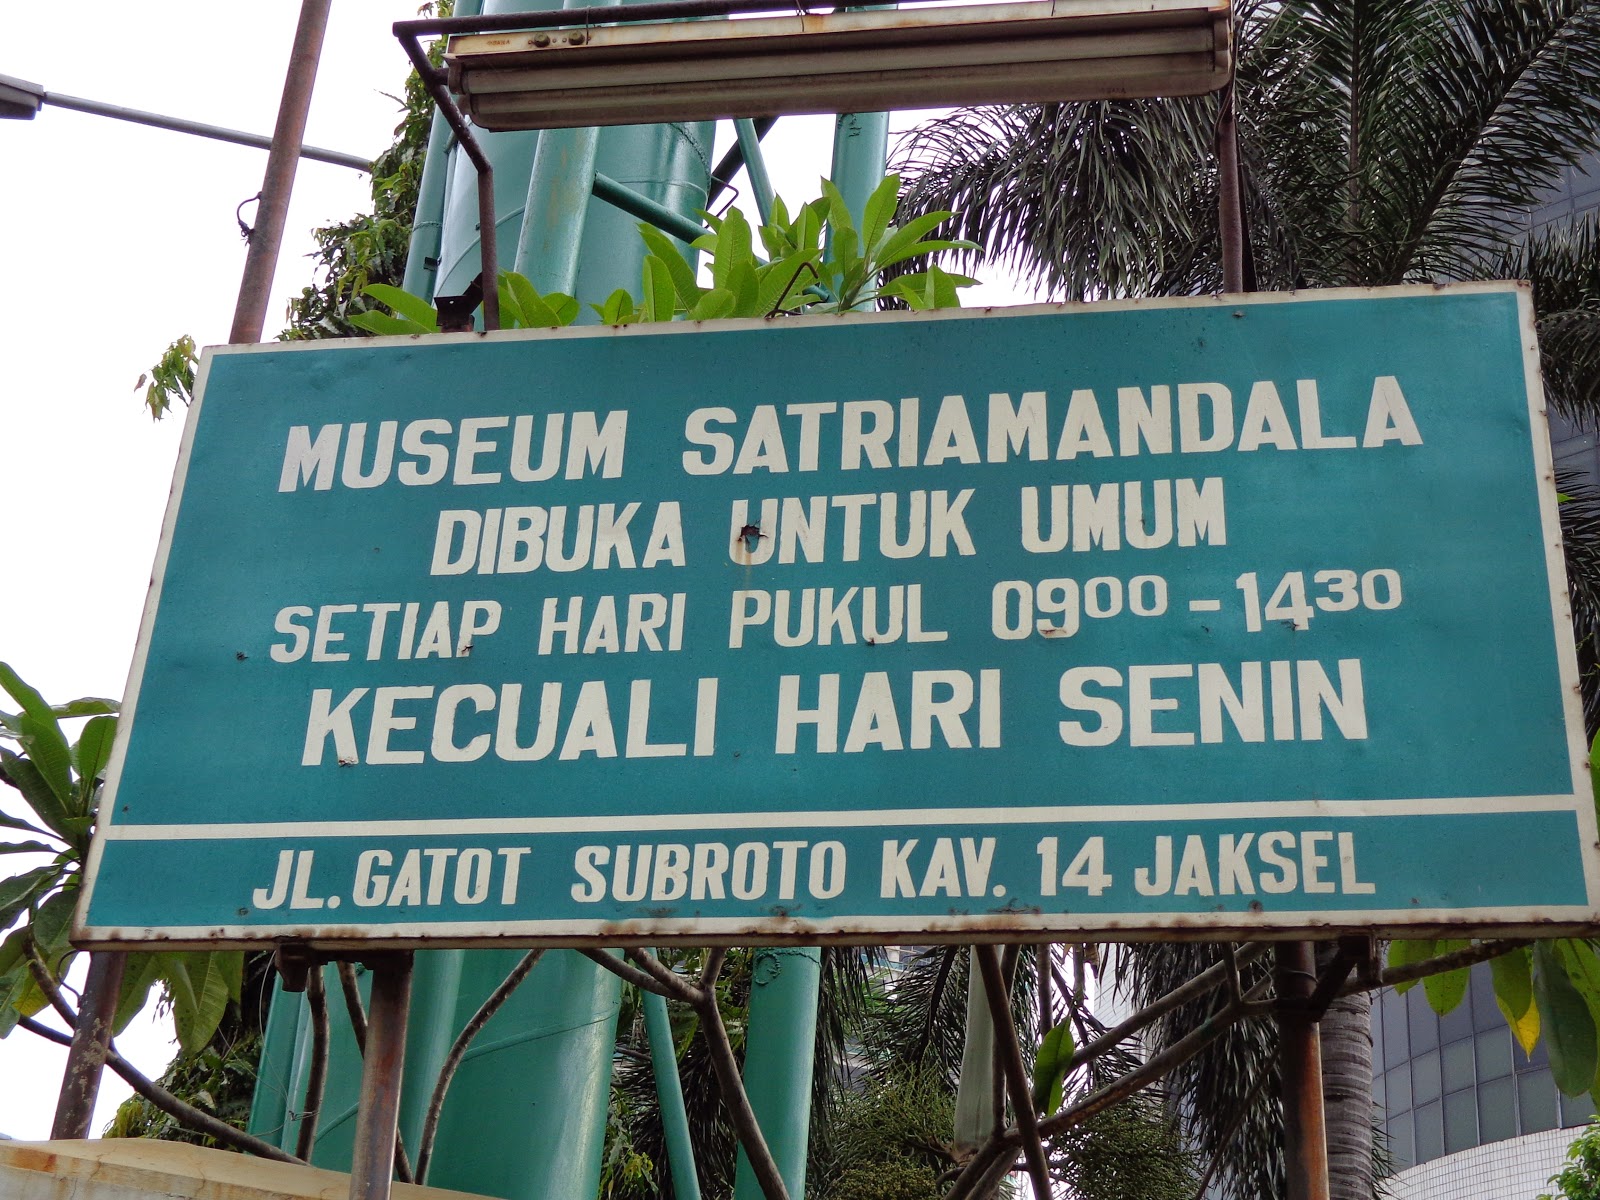 MUSEUM SATRIAMANDALA
DIBUKA UNTUK UMUM
SETIAP HARI PUKUL 09⁰⁰ - 14³⁰
KECUALI HARI SENIN
JL. GATOT SUBROTO KAV. 14 JAKSEL